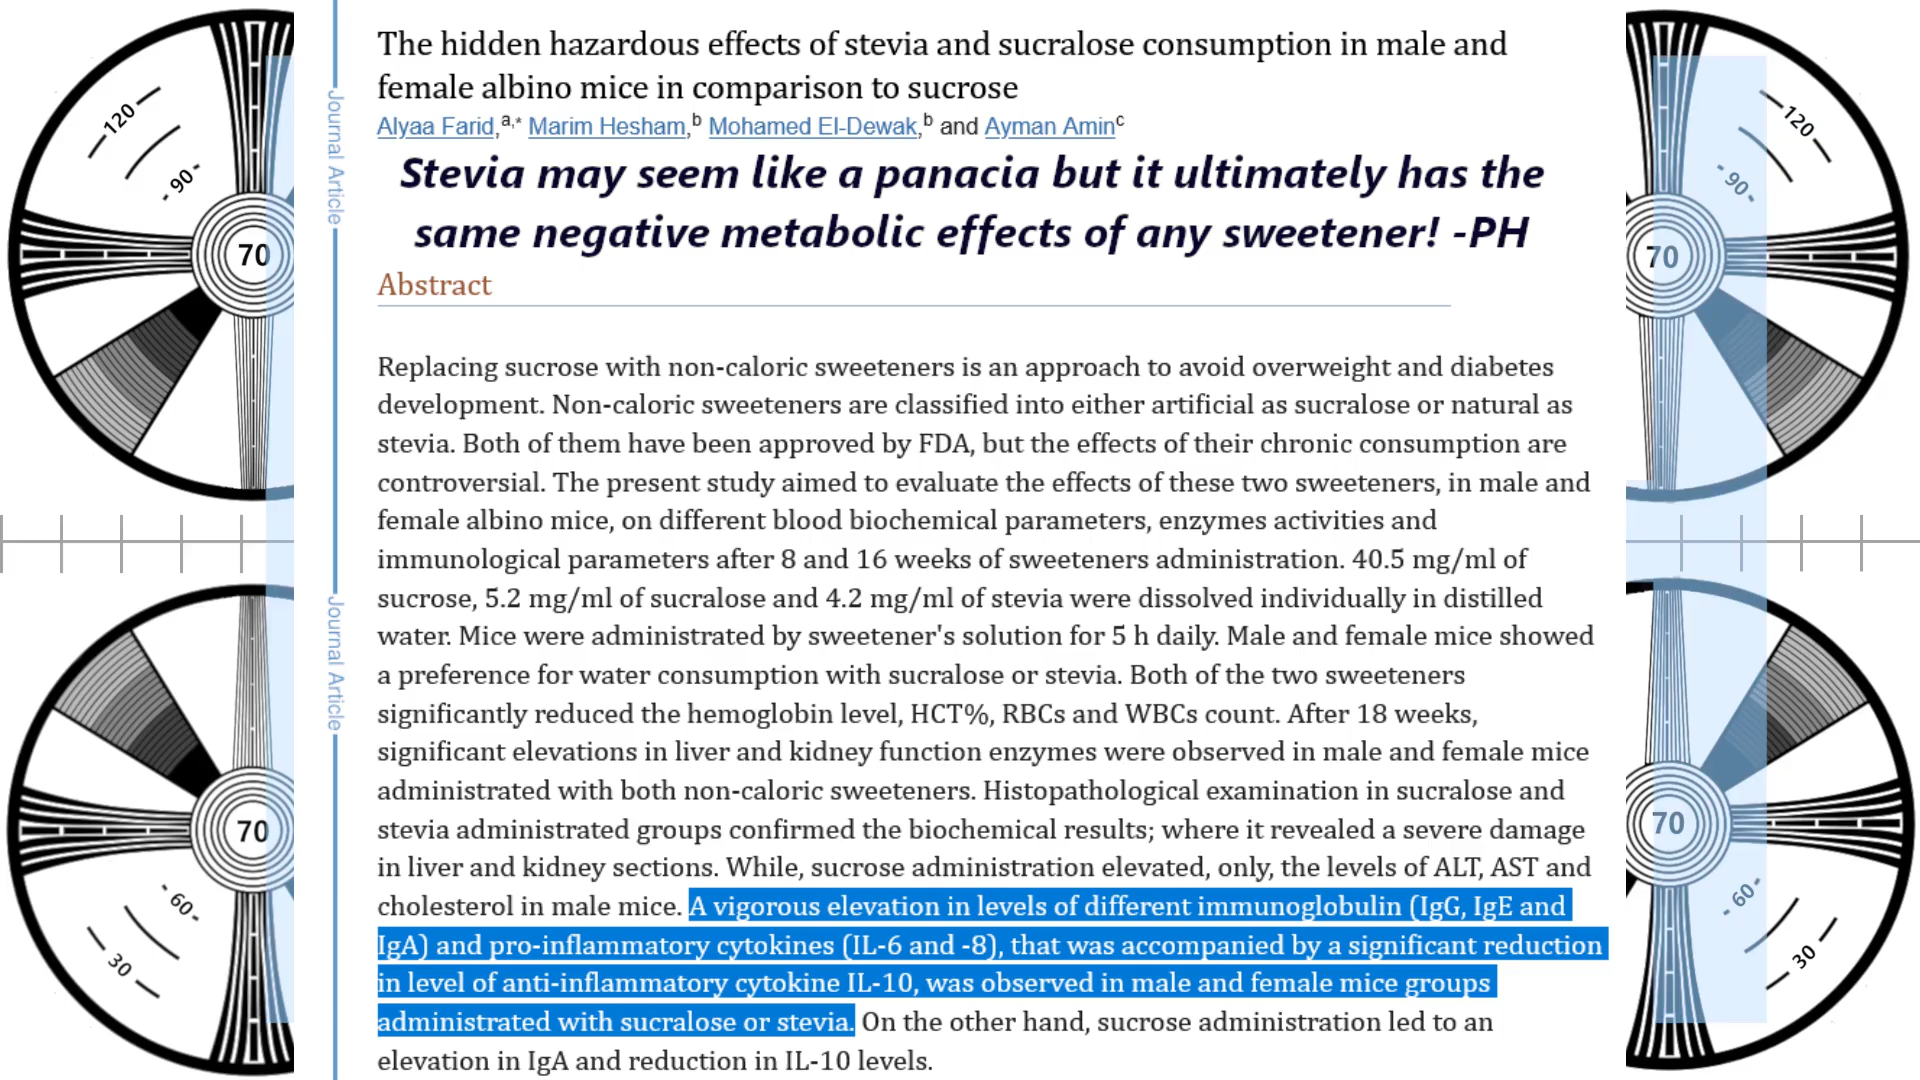 The hidden hazardous effects of stevia and sucralose consumption in male and
female albino mice in comparison to sucrose
Alyaa Farid,a,* Marim Hesham,b Mohamed El-Dewak,b and Ayman Aminc
Stevia may seem like a panacia but it ultimately has the
same negative metabolic effects of any sweetener! -PH
Abstract
Replacing sucrose with non-caloric sweeteners is an approach to avoid overweight and diabetes
development. Non-caloric sweeteners are classified into either artificial as sucralose or natural as
stevia. Both of them have been approved by FDA, but the effects of their chronic consumption are
controversial. The present study aimed to evaluate the effects of these two sweeteners, in male and
female albino mice, on different blood biochemical parameters, enzymes activities and
immunological parameters after 8 and 16 weeks of sweeteners administration. 40.5 mg/ml of
sucrose, 5.2 mg/ml of sucralose and 4.2 mg/ml of stevia were dissolved individually in distilled
water. Mice were administrated by sweetener's solution for 5 h daily. Male and female mice showed
a preference for water consumption with sucralose or stevia. Both of the two sweeteners
significantly reduced the hemoglobin level, HCT%, RBCs and WBCs count. After 18 weeks,
significant elevations in liver and kidney function enzymes were observed in male and female mice
administrated with both non-caloric sweeteners. Histopathological examination in sucralose and
stevia administrated groups confirmed the biochemical results; where it revealed a severe damage
in liver and kidney sections. While, sucrose administration elevated, only, the levels of ALT, AST and
cholesterol in male mice. A vigorous elevation in levels of different immunoglobulin (IgG, IgE and
IgA) and pro-inflammatory cytokines (IL-6 and -8), that was accompanied by a significant reduction
in level of anti-inflammatory cytokine IL-10, was observed in male and female mice groups
administrated with sucralose or stevia. On the other hand, sucrose administration led to an
elevation in IgA and reduction in IL-10 levels.
Journal Article
Journal Article
120
- 90 -
70
70
- 60 -
30
120
- 90 -
70
70
- 60 -
30